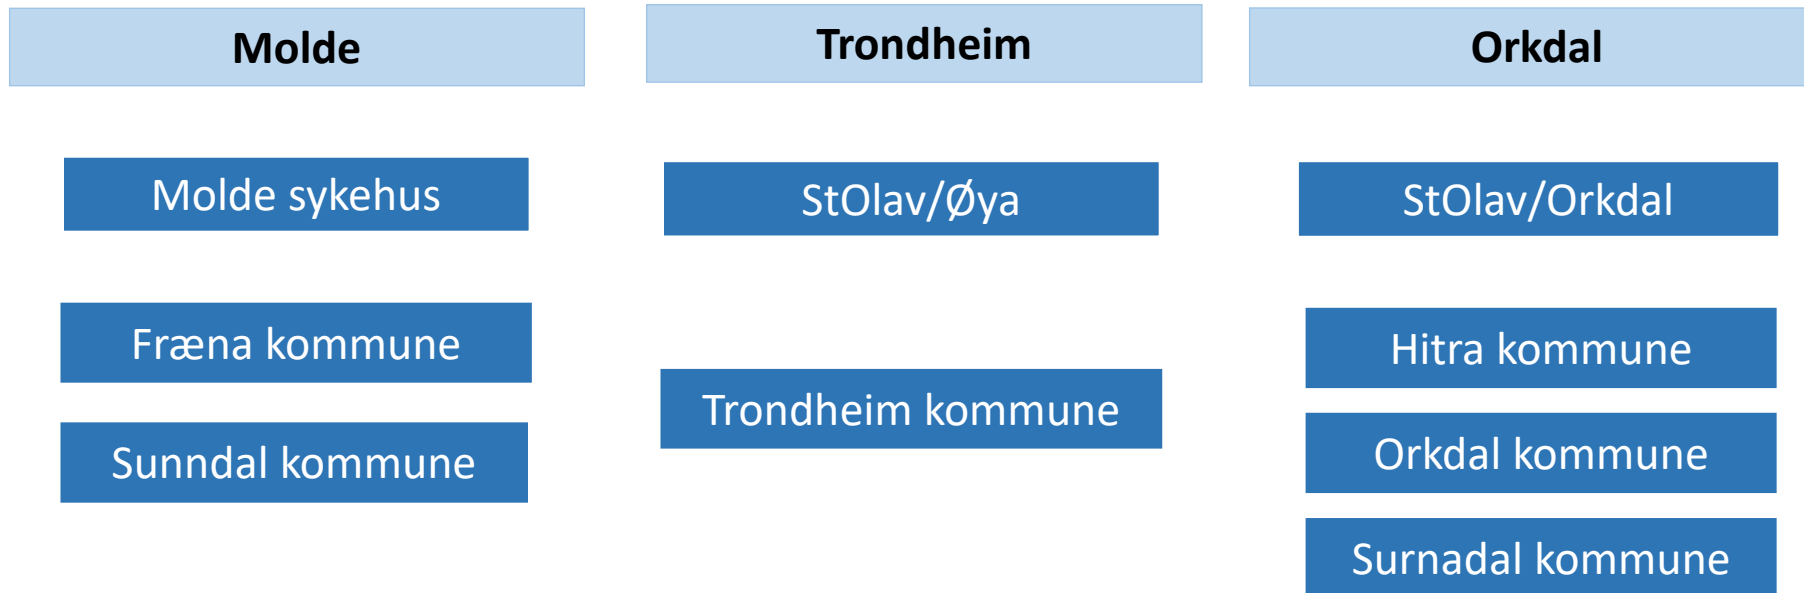 Molde
Molde sykehus
Fræna kommune
Sunndal kommune
Trondheim
StOlav/Øya
Trondheim kommune
Orkdal
StOlav/Orkdal
Hitra kommune
Orkdal kommune
Surnadal kommune